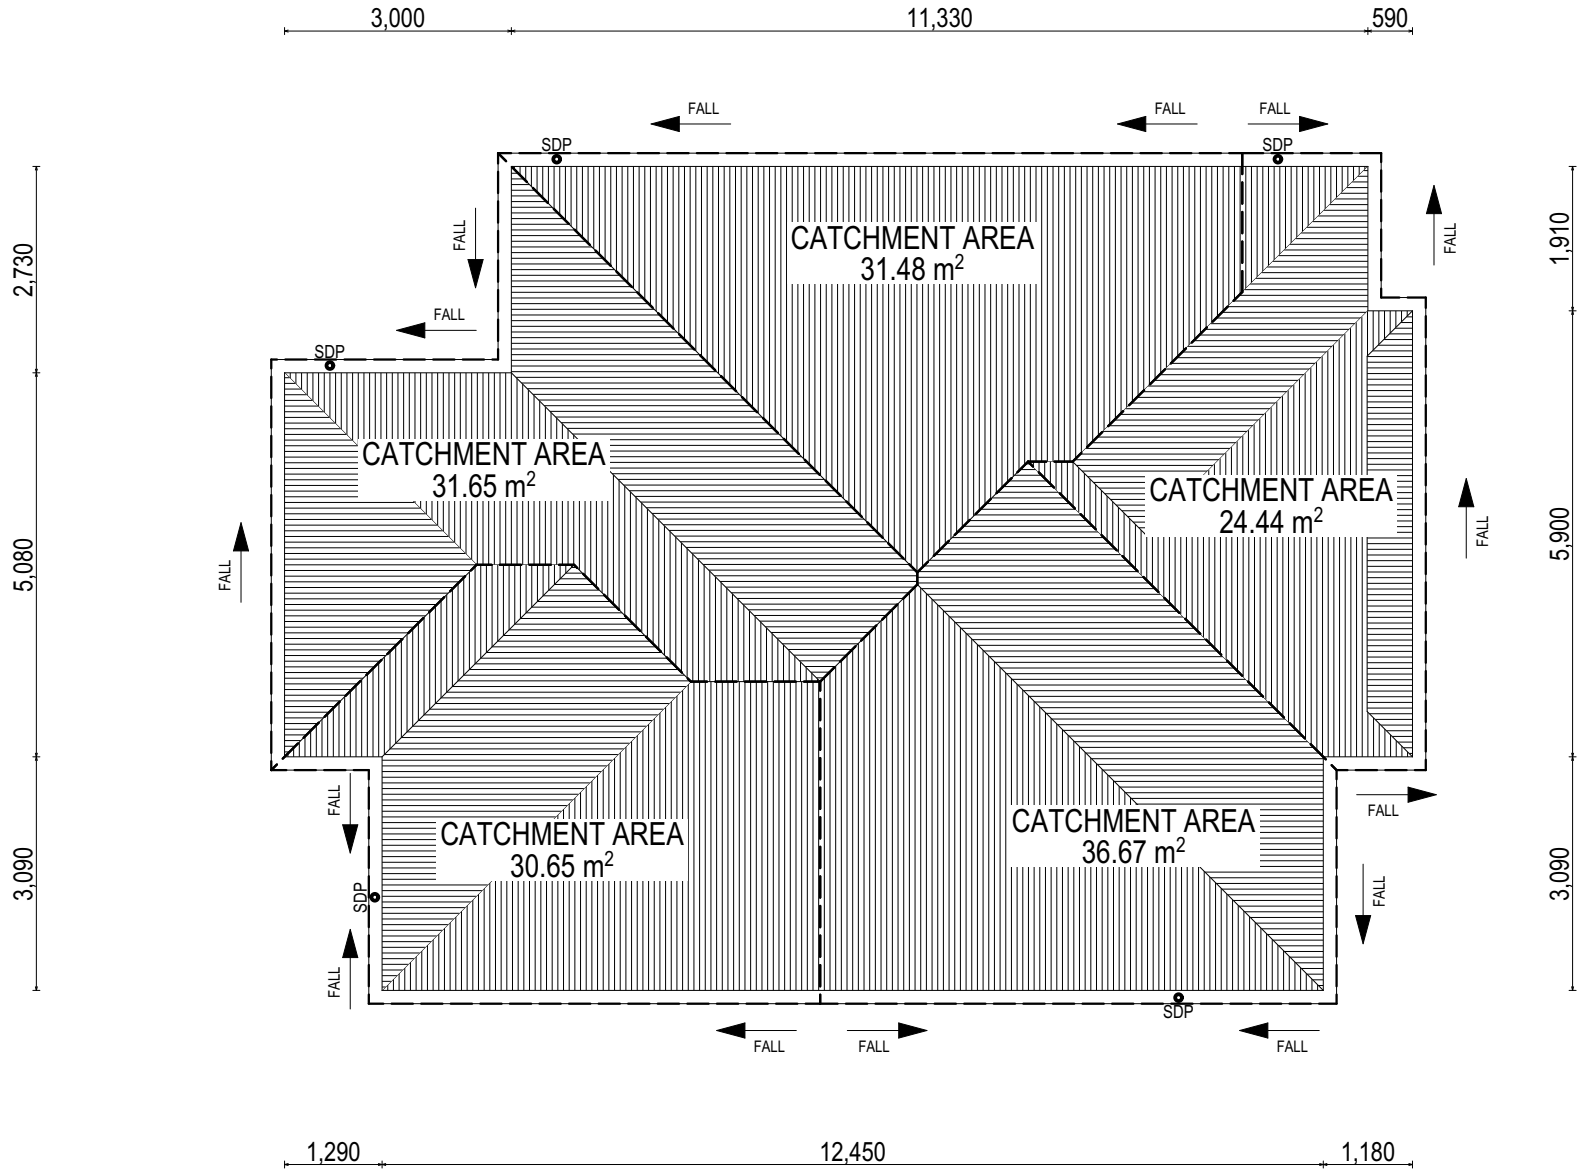 3,000
11,330
590
FALL
FALL
FALL
SDP
SDP
FALL
FALL
2,730
1,910
CATCHMENT AREA
31.48 m²
FALL
SDP
CATCHMENT AREA
31.65 m²
CATCHMENT AREA
24.44 m²
5,080
5,900
FALL
FALL
FALL
FALL
CATCHMENT AREA
30.65 m²
CATCHMENT AREA
36.67 m²
3,090
3,090
SDP
FALL
FALL
SDP
FALL
FALL
FALL
1,290
12,450
1,180